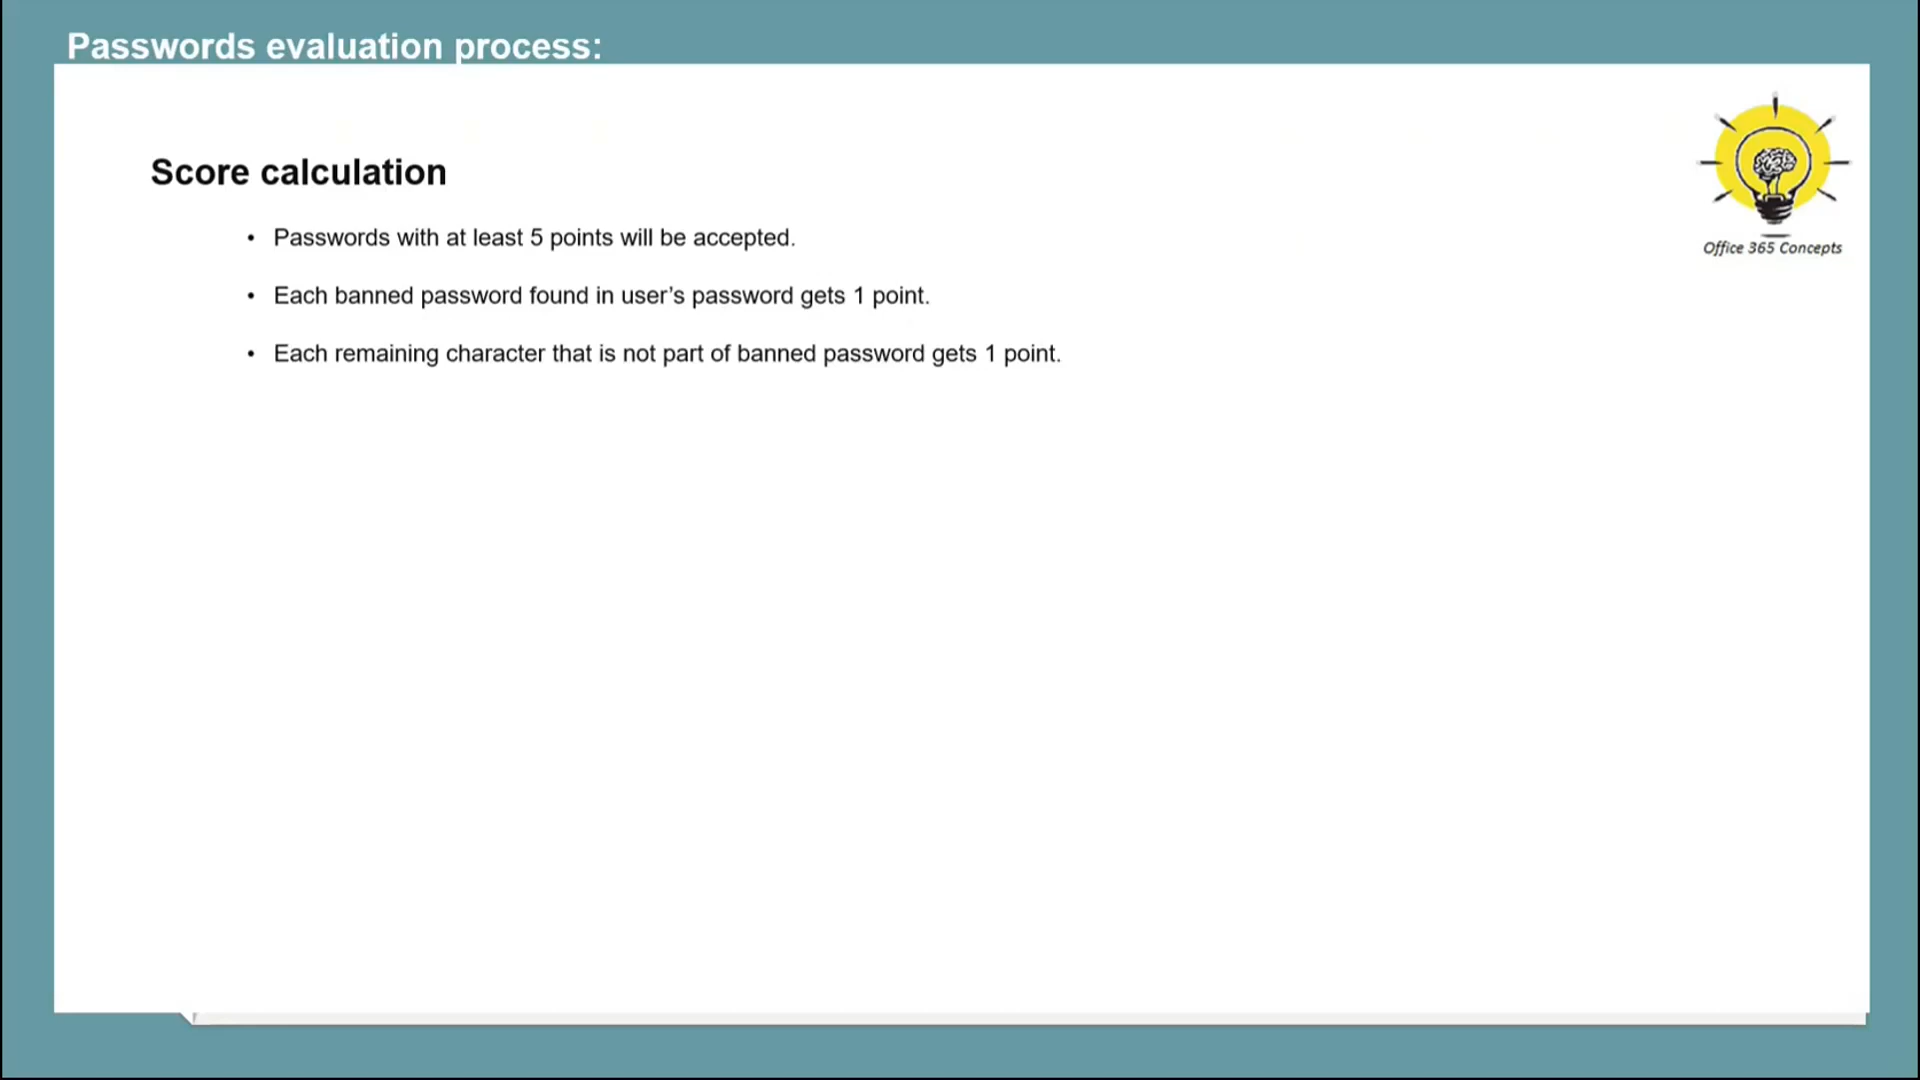 Passwords evaluation process:
Score calculation
• Passwords with at least 5 points will be accepted.
• Each banned password found in user’s password gets 1 point.
• Each remaining character that is not part of banned password gets 1 point.
Office 365 Concepts